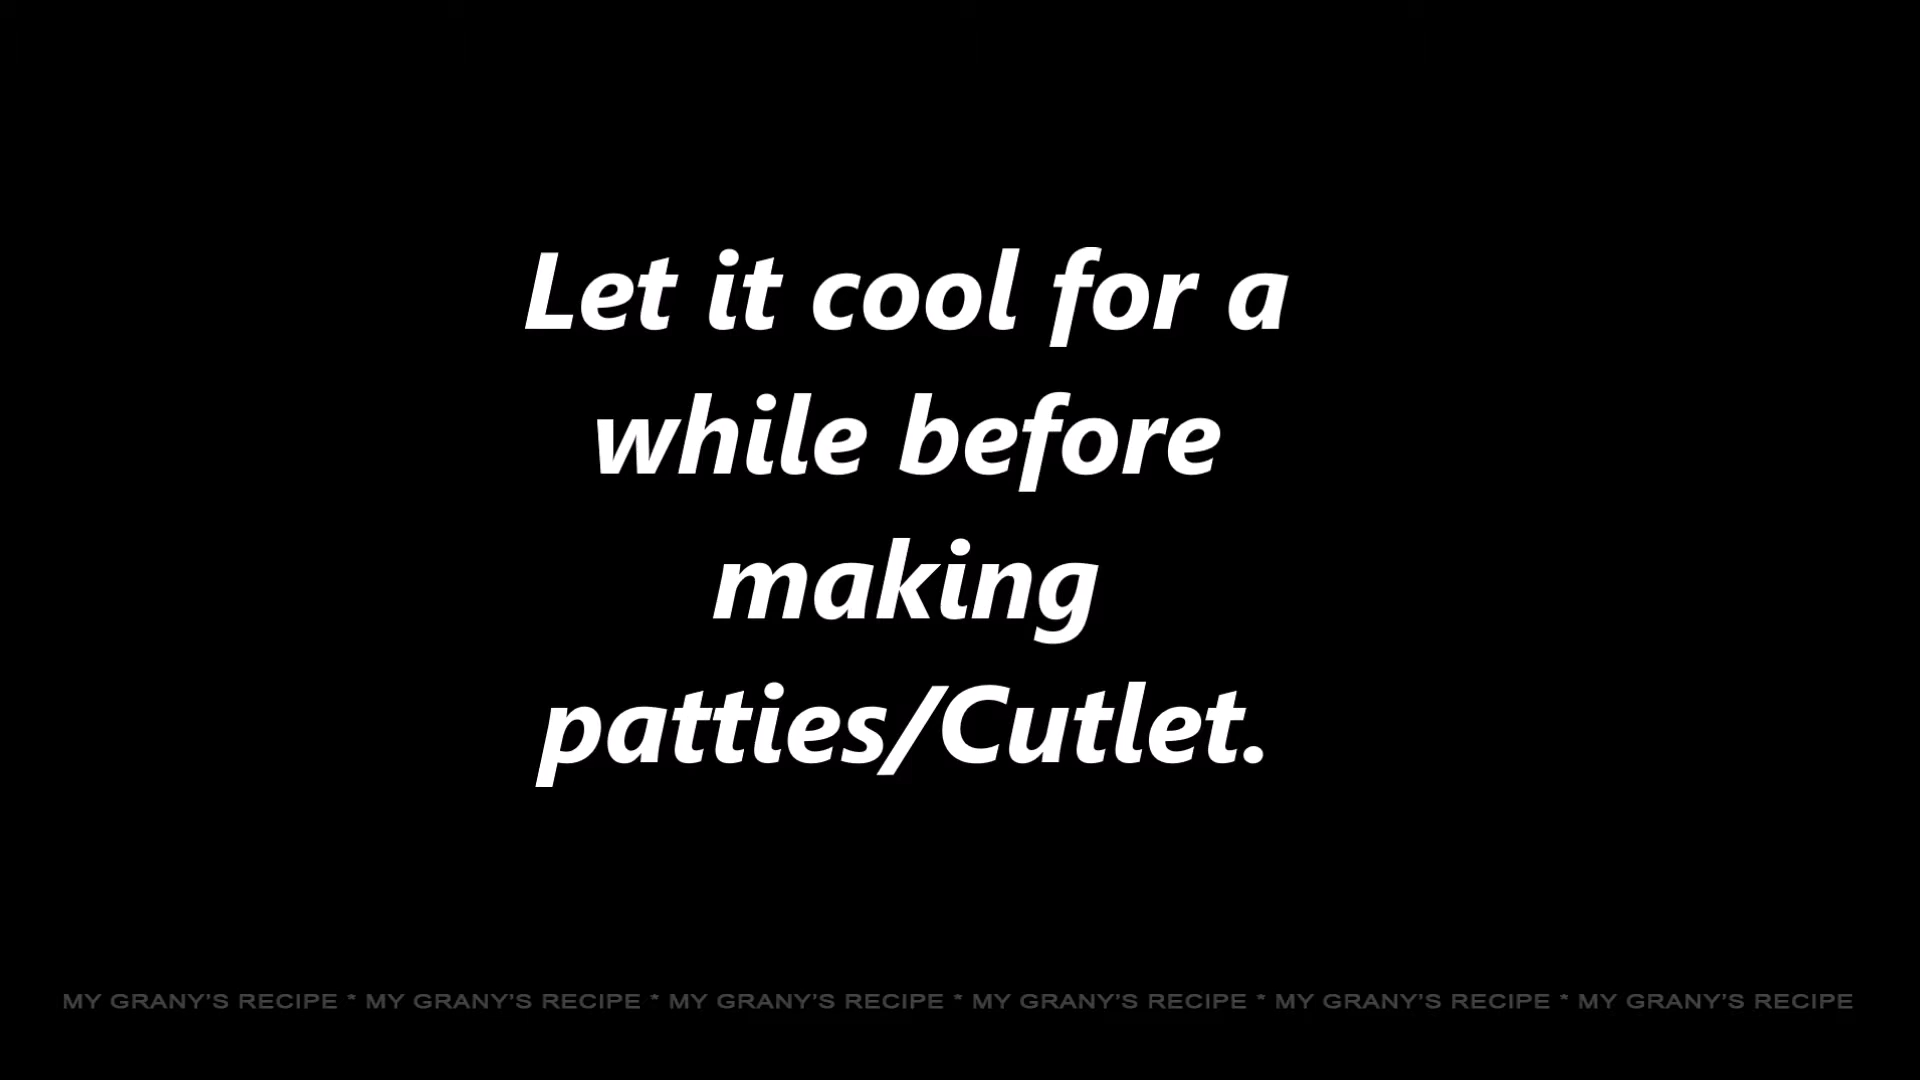 Let it cool for a
while before
making
patties/Cutlet.
MY GRANY'S RECIPE * MY GRANY'S RECIPE * MY GRANY'S RECIPE * MY GRANY'S RECIPE * MY GRANY'S RECIPE * MY GRANY'S RECIPE